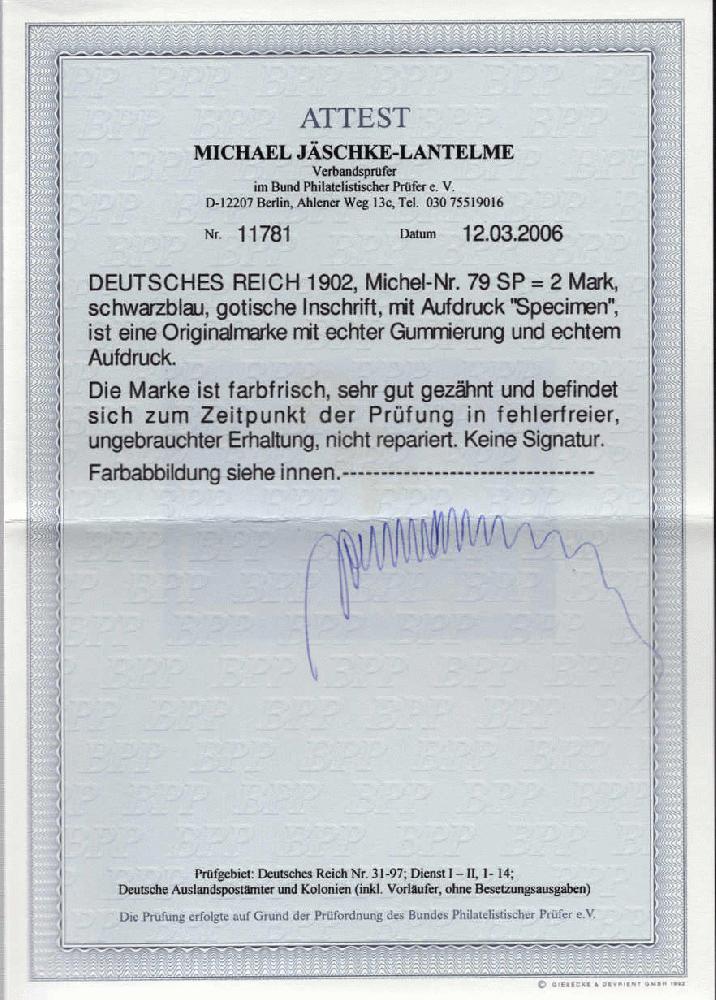 ATTEST
MICHAEL JÄSCHKE-LANTELME
Verbandsprüfer
im Bund Philatelistischer Prüfer e. V.
D-12207 Berlin, Ahlener Weg 13c, Tel. 030 75519016
Nr. 11781 Datum 12.03.2006
DEUTSCHES REICH 1902, Michel-Nr. 79 SP = 2 Mark,
schwarzblau, gotische Inschrift, mit Aufdruck "Specimen",
ist eine Originalmarke mit echter Gummierung und echtem
Aufdruck.
Die Marke ist farbfrisch, sehr gut gezähnt und befindet
sich zum Zeitpunkt der Prüfung in fehlerfreier,
ungebrauchter Erhaltung, nicht repariert. Keine Signatur.
Farbabbildung siehe innen.---------------------------------
Prüfgebiet: Deutsches Reich Nr. 31-97; Dienst I – II, 1- 14;
Deutsche Auslandspostämter und Kolonien (inkl. Vorläufer, ohne Besetzungsausgaben)
Die Prüfung erfolgte auf Grund der Prüfordnung des Bundes Philatelistischer Prüfer e.V.
© GIESECKE & DEVRIENT GMBH 1992